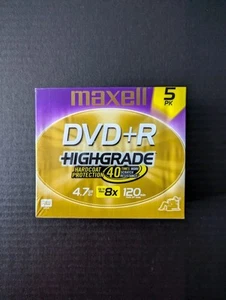 maxell
5
PK
DVD+R
HIGHGRADE
HARDCOAT
PROTECTION
40
4.7
8x
120